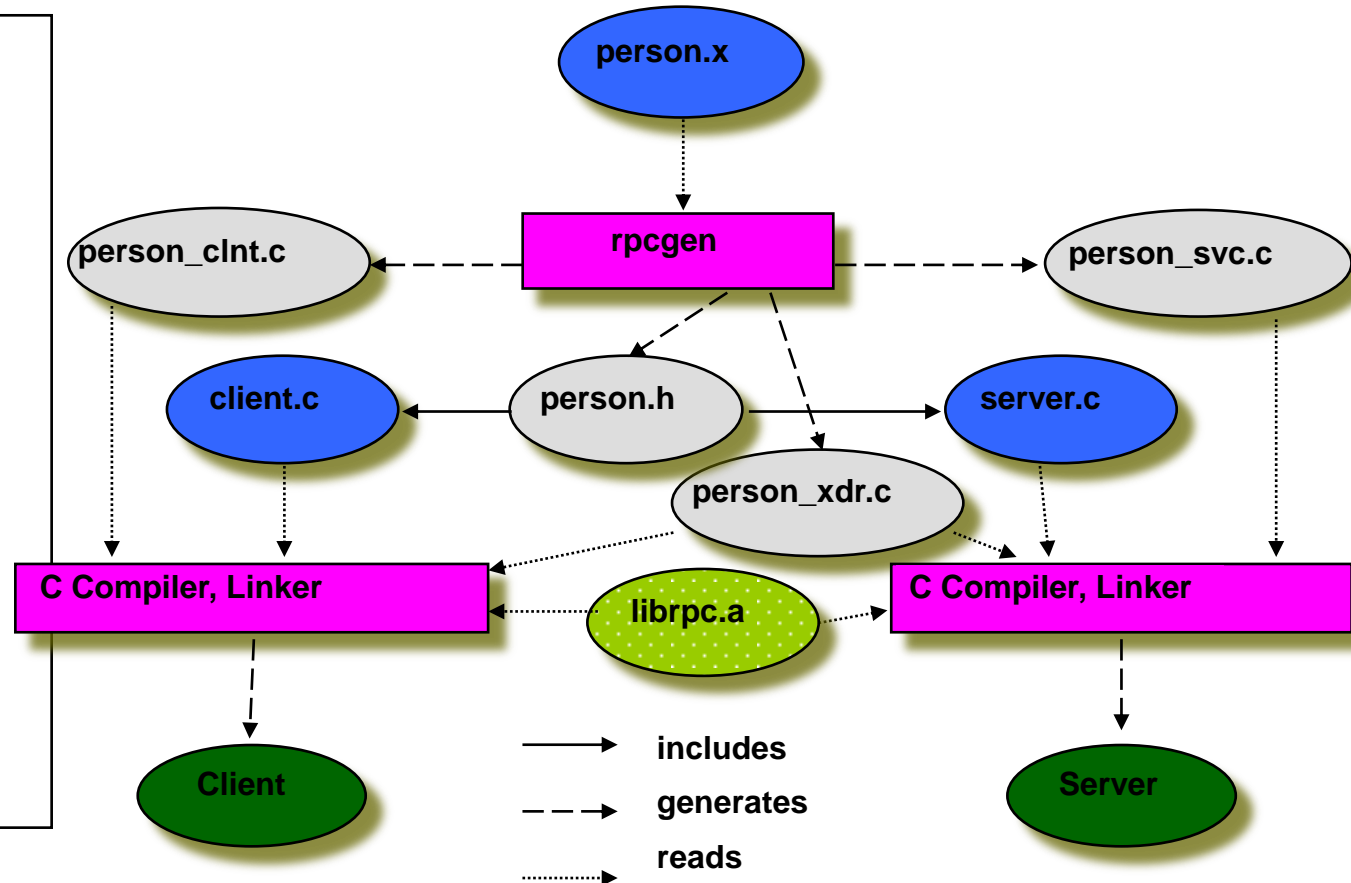 person.x
rpcgen
person_clnt.c
person_svc.c
client.c
person.h
server.c
person_xdr.c
C Compiler, Linker
C Compiler, Linker
librpc.a
includes
Client
Server
generates
reads